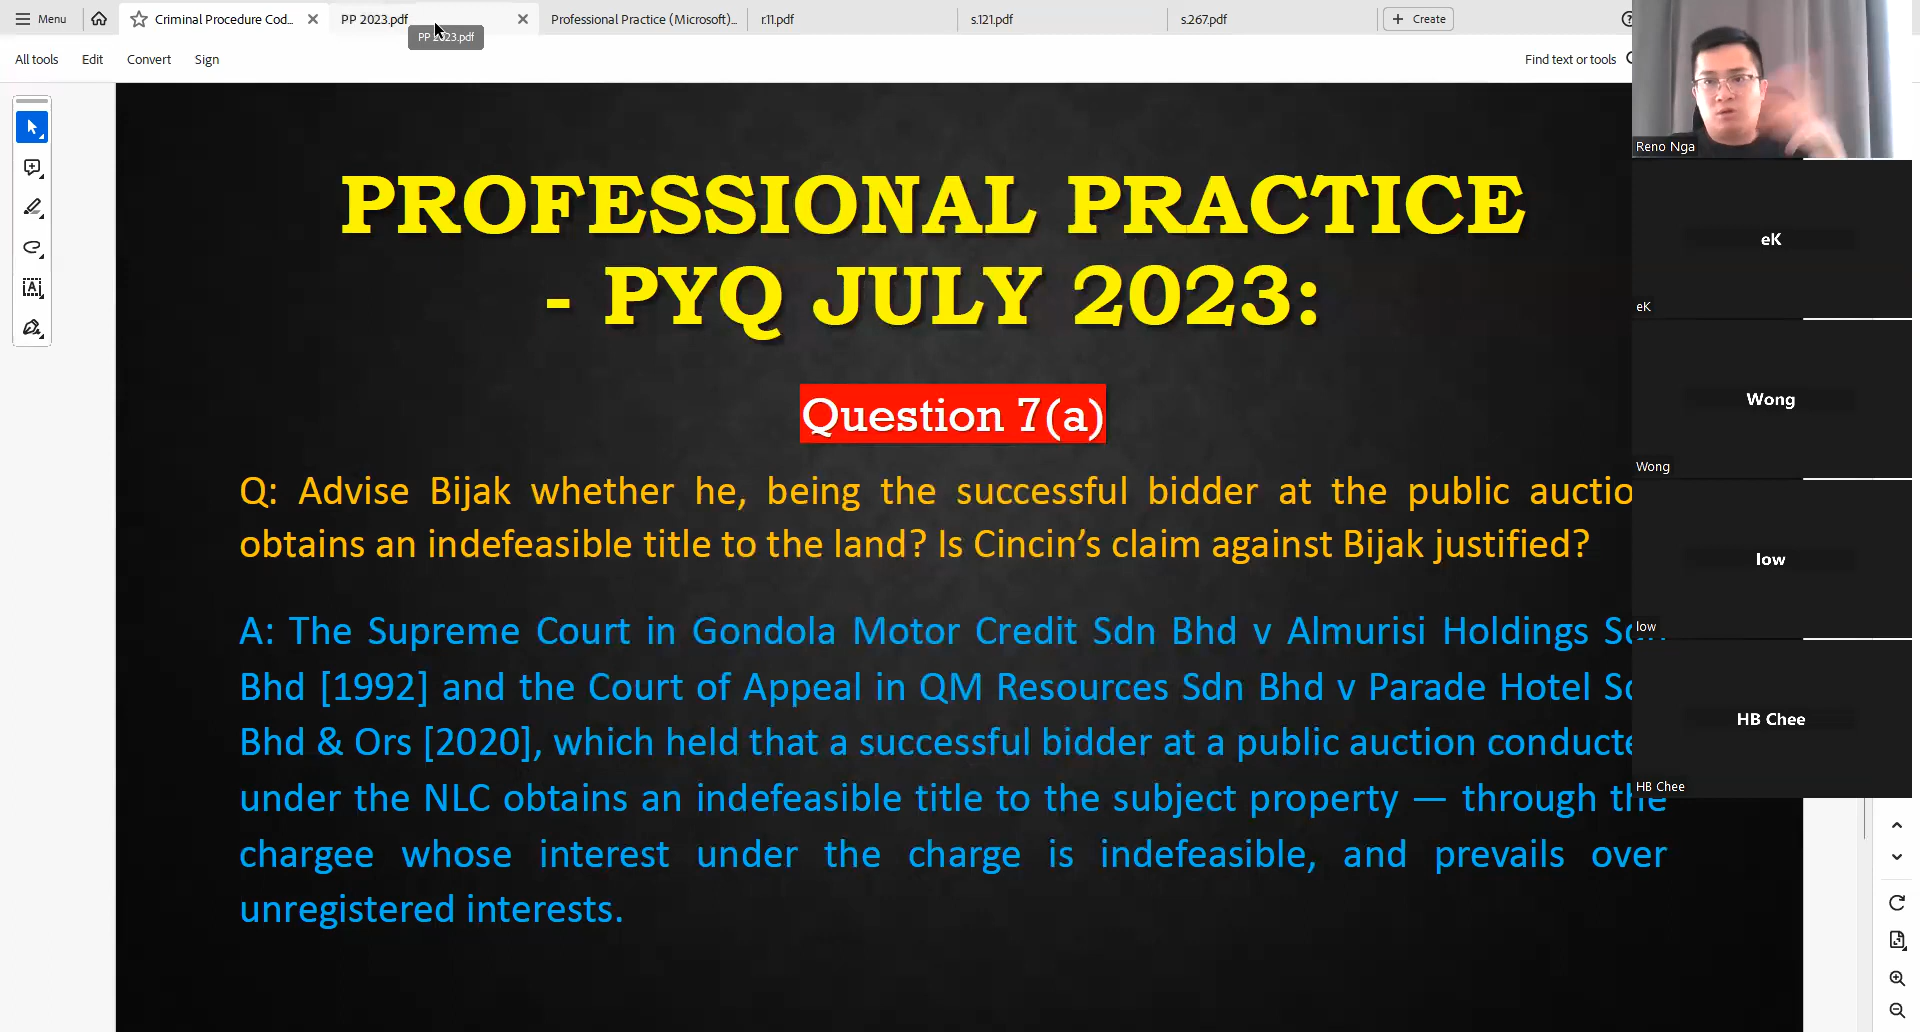 Menu
Criminal Procedure Cod...
PP 2023.pdf
Professional Practice (Microsoft)...
r.11.pdf
s.121.pdf
s.267.pdf
Create
PP 2023.pdf
All tools
Edit
Convert
Sign
Find text or tools
PROFESSIONAL PRACTICE
- PYQ JULY 2023:
Question 7(a)
Q: Advise Bijak whether he, being the successful bidder at the public auctio
obtains an indefeasible title to the land? Is Cincin's claim against Bijak justified?
A: The Supreme Court in Gondola Motor Credit Sdn Bhd v Almurisi Holdings Sdn
Bhd [1992] and the Court of Appeal in QM Resources Sdn Bhd v Parade Hotel Sd
Bhd & Ors [2020], which held that a successful bidder at a public auction conducte
under the NLC obtains an indefeasible title to the subject property — through the
chargee whose interest under the charge is indefeasible, and prevails over
unregistered interests.
Reno Nga
eK
eK
Wong
Wong
low
low
HB Chee
HB Chee